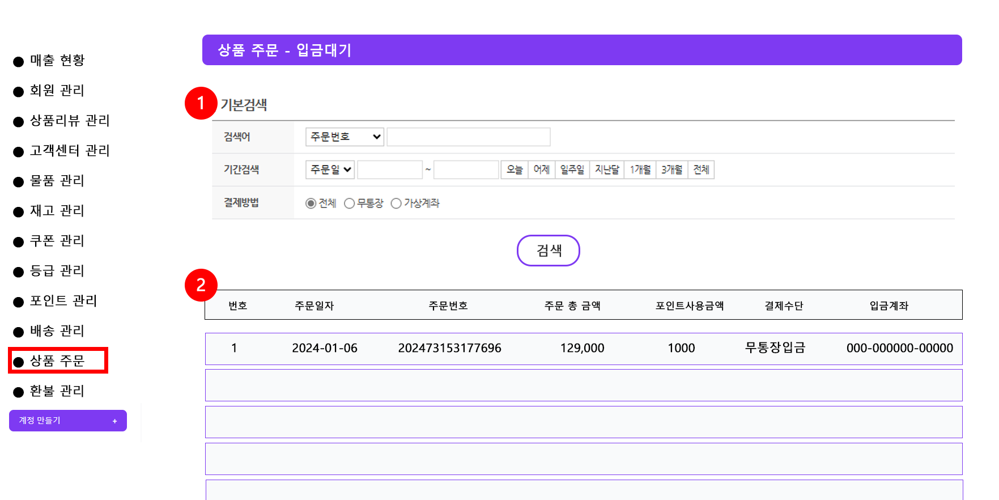 매출 현황
회원 관리
상품리뷰 관리
고객센터 관리
물품 관리
재고 관리
쿠폰 관리
등급 관리
포인트 관리
배송 관리
상품 주문
환불 관리
계정 만들기 +
상품 주문 - 입금대기
1 기본검색
검색어 주문번호
기간검색 주문일 ~ 오늘 어제 일주일 지난달 1개월 3개월 전체
결제방법 전체 무통장 가상계좌
검색
2
번호 주문일자 주문번호 주문 총 금액 포인트사용금액 결제수단 입금계좌
1 2024-01-06 202473153177696 129,000 1000 무통장입금 000-000000-00000